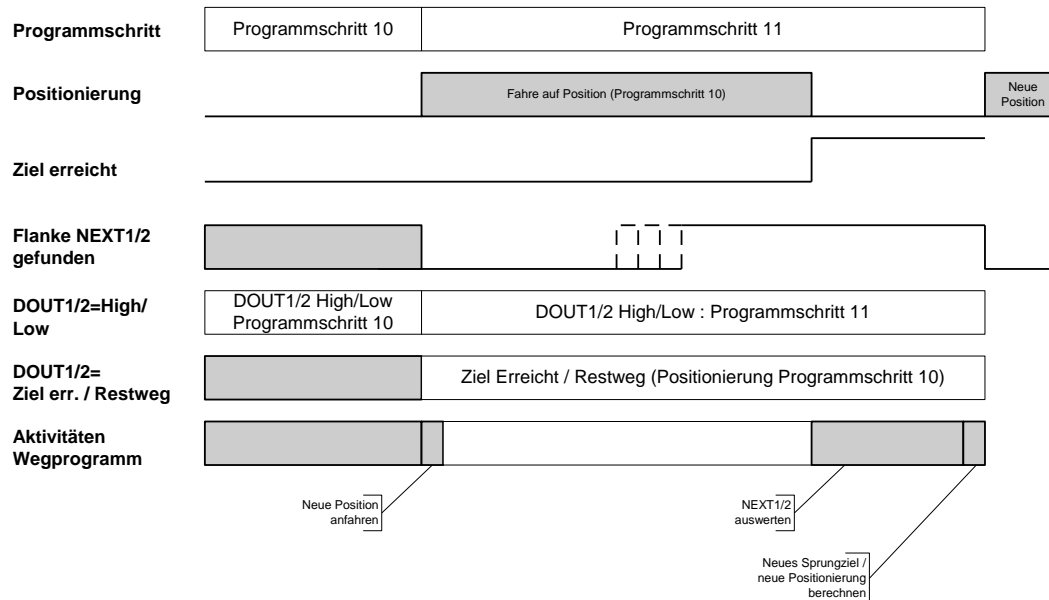 Programmschritt
Programmschritt 10
Programmschritt 11
Positionierung
Fahre auf Position (Programmschritt 10)
Neue
Position
Ziel erreicht
Flanke NEXT1/2
gefunden
DOUT1/2=High/
Low
DOUT1/2 High/Low
Programmschritt 10
DOUT1/2 High/Low : Programmschritt 11
DOUT1/2=
Ziel err. / Restweg
Ziel Erreicht / Restweg (Positionierung Programmschritt 10)
Aktivitäten
Wegprogramm
Neue Position
anfahren
NEXT1/2
auswerten
Neues Sprungziel /
neue Positionierung
berechnen